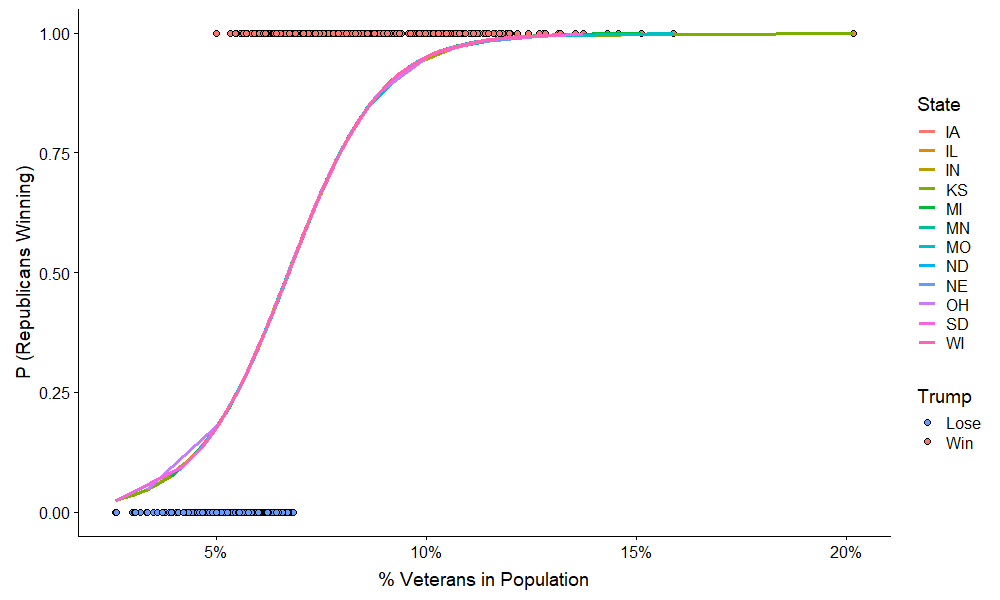 1.00
0.75
0.50
0.25
0.00
P (Republicans Winning)
5%
10%
15%
20%
% Veterans in Population
State
IA
IL
IN
KS
MI
MN
MO
ND
NE
OH
SD
WI
Trump
Lose
Win